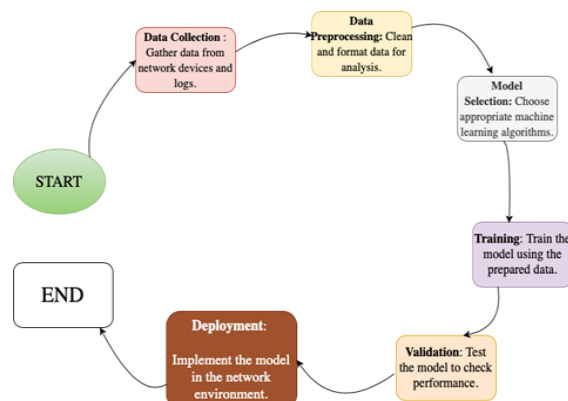 START
Data Collection :
Gather data from
network devices and
logs.
Data
Preprocessing: Clean
and format data for
analysis.
Model
Selection: Choose
appropriate machine
learning algorithms.
Training: Train the
model using the
prepared data.
Validation: Test
the model to check
performance.
Deployment:
Implement the model
in the network
environment.
END